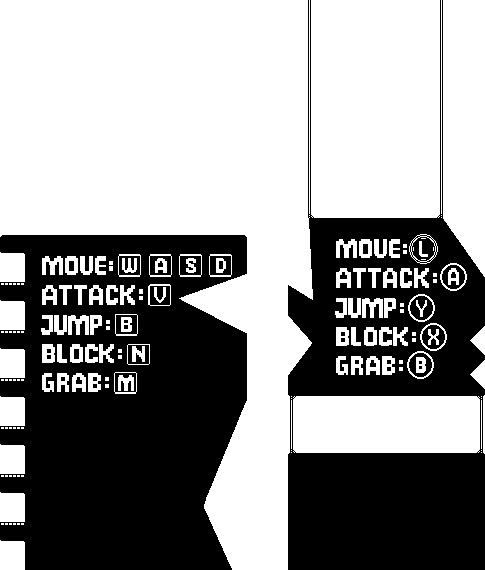 MOVE: W A S D
ATTACK: V
JUMP: B
BLOCK: N
GRAB: M
MOVE: L
ATTACK: A
JUMP: Y
BLOCK: X
GRAB: B